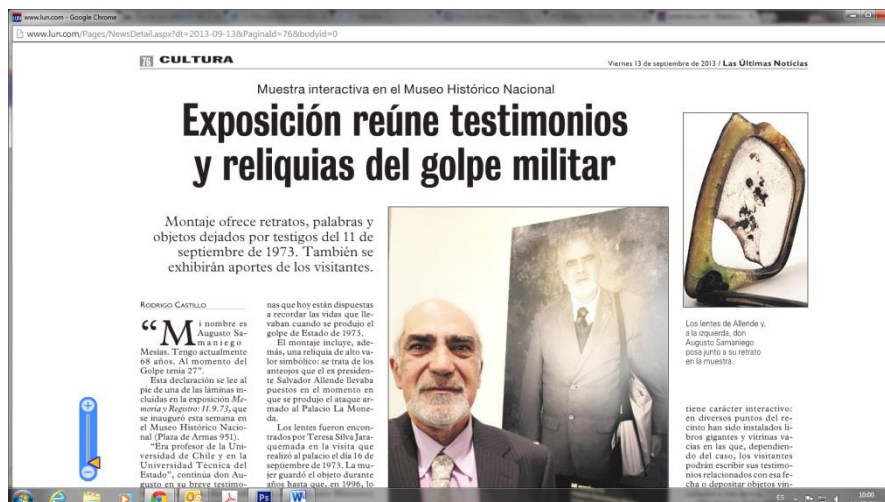 www.lun.com - Google Chrome
www.lun.com/Pages/NewsDetail.aspx?dt=2013-09-13&PaginaId=76&bodyid=0
76 CULTURA
Viernes 13 de septiembre de 2013 / Las Últimas Noticias
Muestra interactiva en el Museo Histórico Nacional
Exposición reúne testimonios
y reliquias del golpe militar
Montaje ofrece retratos, palabras y
objetos dejados por testigos del 11 de
septiembre de 1973. También se
exhibirán aportes de los visitantes.
RODRIGO CASTILLO
“Mi nombre es
Augusto Sa-
maniego
Mesías. Tengo actualmente
68 años. Al momento del
Golpe tenía 27”.
Esta declaración se lee al
pie de una de las láminas in-
cluidas en la exposición Me-
moria y Registro: 11.9.73, que
se inauguró esta semana en
el Museo Histórico Nacio-
nal (Plaza de Armas 951).
“Era profesor de la Uni-
versidad de Chile y en la
Universidad Técnica del
Estado”, continúa don Au-
gusto en su breve testimo-
nas que hoy están dispuestas
a recordar las vidas que lle-
vaban cuando se produjo el
golpe de Estado de 1973.
El montaje incluye, ade-
más, una reliquia de alto va-
lor simbólico: se trata de los
anteojos que el ex presiden-
te Salvador Allende llevaba
puestos en el momento en
que se produjo el ataque ar-
mado al Palacio La Mone-
da.
Los lentes fueron encon-
trados por Teresa Silva Jara-
quemada en la visita que
realizó al palacio el día 16 de
septiembre de 1973. La mu-
jer guardó el objeto durante
años hasta que, en 1996, lo
Los lentes de Allende y,
a la izquierda, don
Augusto Samaniego
posa junto a su retrato
en la muestra.
tiene carácter interactivo:
en diversos puntos del re-
cinto han sido instalados li-
bros gigantes y vitrinas va-
cías en las que, dependien-
do del caso, los visitantes
podrán escribir sus testimo-
nios relacionados con esa fe-
cha o depositar objetos vin-
ES
10:00